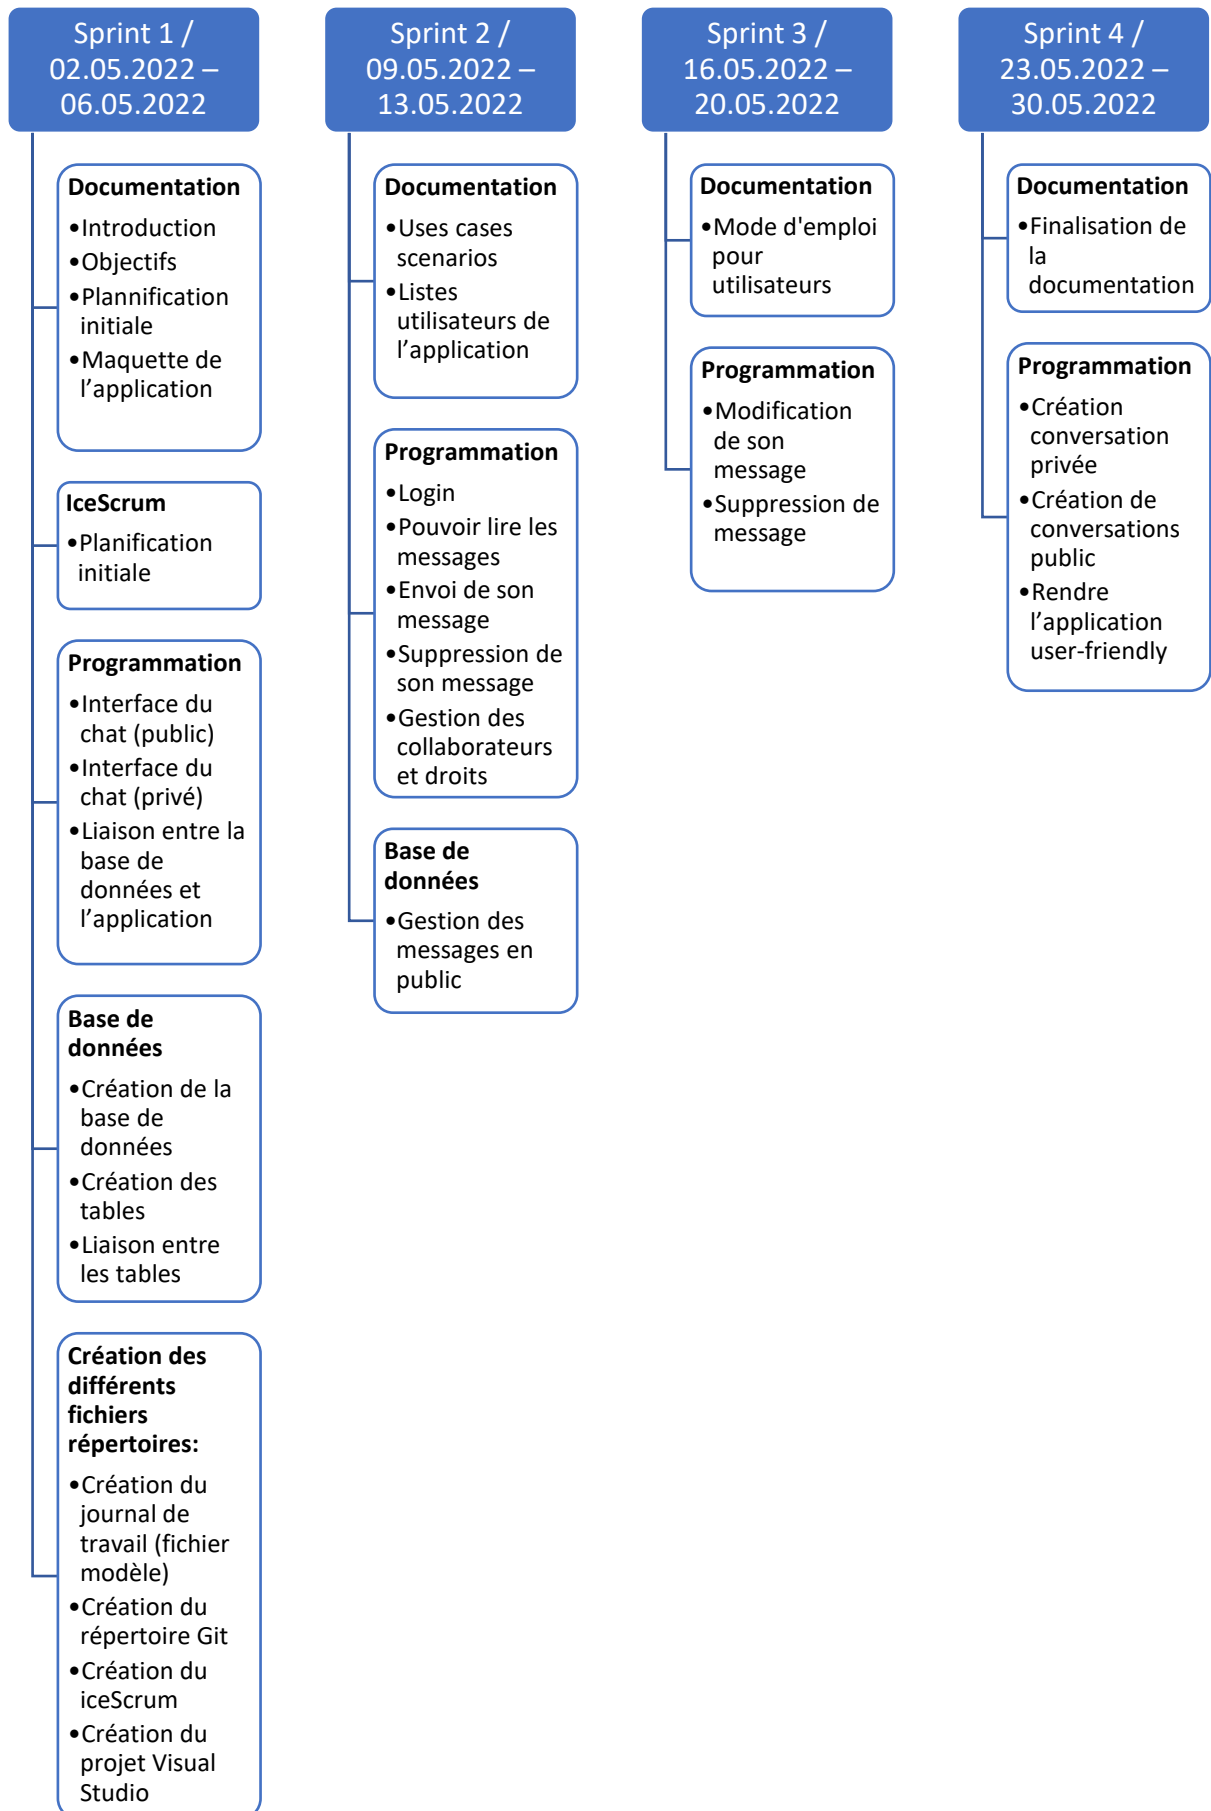 Sprint 1 /
02.05.2022 –
06.05.2022
Documentation
•Introduction
•Objectifs
•Plannification
initiale
•Maquette de
l’application
IceScrum
•Planification
initiale
Programmation
•Interface du
chat (public)
•Interface du
chat (privé)
•Liaison entre la
base de
données et
l’application
Base de
données
•Création de la
base de
données
•Création des
tables
•Liaison entre
les tables
Création des
différents
fichiers
répertoires:
•Création du
journal de
travail (fichier
modèle)
•Création du
répertoire Git
•Création du
iceScrum
•Création du
projet Visual
Studio
Sprint 2 /
09.05.2022 –
13.05.2022
Documentation
•Uses cases
scenarios
•Listes
utilisateurs de
l’application
Programmation
•Login
•Pouvoir lire les
messages
•Envoi de son
message
•Suppression de
son message
•Gestion des
collaborateurs
et droits
Base de
données
•Gestion des
messages en
public
Sprint 3 /
16.05.2022 –
20.05.2022
Documentation
•Mode d'emploi
pour
utilisateurs
Programmation
•Modification
de son
message
•Suppression de
message
Sprint 4 /
23.05.2022 –
30.05.2022
Documentation
•Finalisation de
la
documentation
Programmation
•Création
conversation
privée
•Création de
conversations
public
•Rendre
l’application
user-friendly